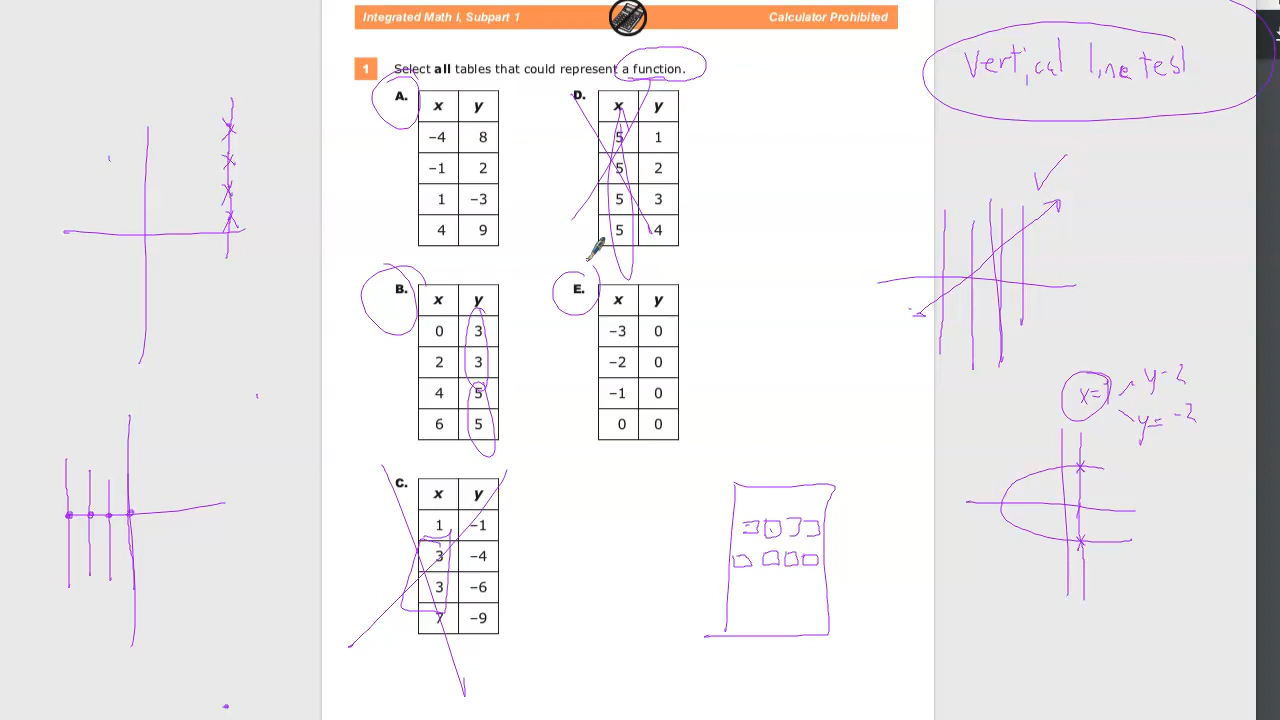 Integrated Math I, Subpart 1
Calculator Prohibited
Vertical line test
1
Select all tables that could represent a function.
A.
x y
–4 8
–1 2
1 –3
4 9
D.
x y
5 1
5 2
5 3
5 4
B.
x y
0 3
2 3
4 5
6 5
E.
x y
–3 0
–2 0
–1 0
0 0
C.
x y
1 –1
3 –4
3 –6
7 –9
y-2
x=1
y=-2